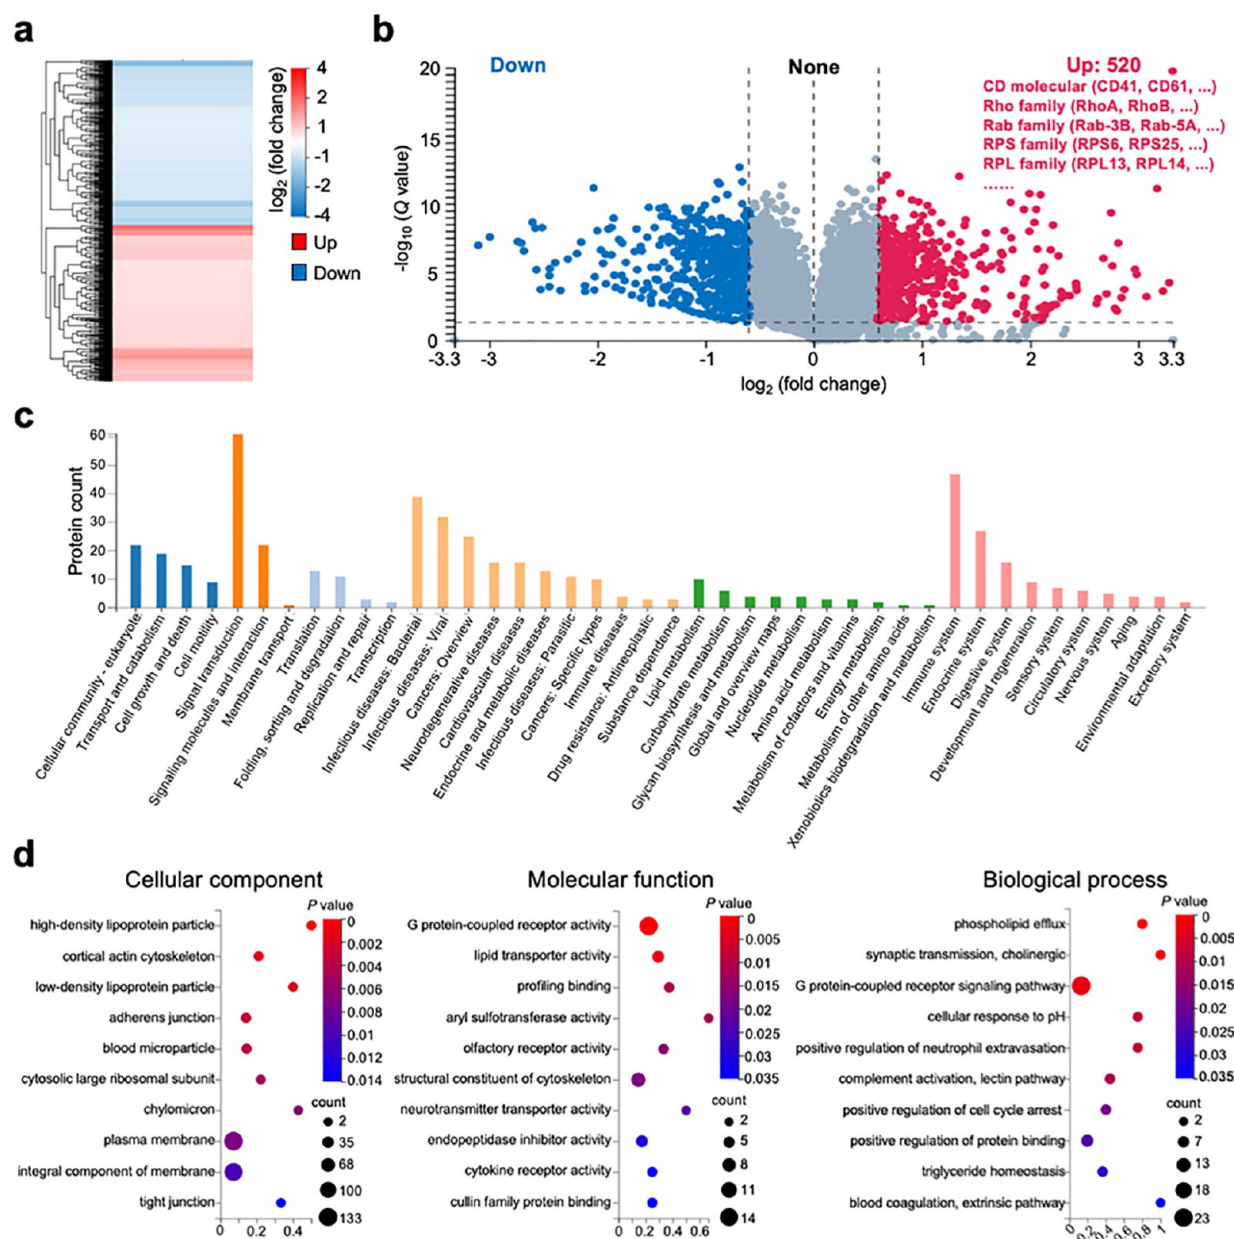 a
4
2
1
-1
-2
-4
log2 (fold change)
Up
Down
b
Down
None
Up: 520
CD molecular (CD41, CD61, ...)
Rho family (RhoA, RhoB, ...)
Rab family (Rab-3B, Rab-5A, ...)
RPS family (RPS6, RPS25, ...)
RPL family (RPL13, RPL14, ...)
......
20
15
10
5
0
-log10 (Q value)
-3.3 -3 -2 -1 0 1 2 3 3.3
log2 (fold change)
c
60
50
40
30
20
10
0
Protein count
Cellular community - eukaryote
Transport and catabolism
Cell growth and death
Cell motility
Signal transduction
Signaling molecules and interaction
Membrane transport
Translation
Folding, sorting and degradation
Replication and repair
Transcription
Infectious diseases: Bacterial
Infectious diseases: Viral
Cancers: Overview
Neurodegenerative diseases
Cardiovascular diseases
Endocrine and metabolic diseases
Infectious diseases: Parasitic
Cancers: Specific types
Immune diseases
Drug resistance: Antineoplastic
Substance dependence
Lipid metabolism
Carbohydrate metabolism
Glycan biosynthesis and metabolism
Global and overview maps
Nucleotide metabolism
Amino acid metabolism
Metabolism of cofactors and vitamins
Energy metabolism
Metabolism of other amino acids
Xenobiotics biodegradation and metabolism
Immune system
Endocrine system
Digestive system
Development and regeneration
Sensory system
Circulatory system
Nervous system
Aging
Environmental adaptation
Excretory system
d
Cellular component
high-density lipoprotein particle
cortical actin cytoskeleton
low-density lipoprotein particle
adherens junction
blood microparticle
cytosolic large ribosomal subunit
chylomicron
plasma membrane
integral component of membrane
tight junction
0 0.2 0.4
P value
0
0.002
0.004
0.006
0.008
0.01
0.012
0.014
count
2
35
68
100
133
Molecular function
G protein-coupled receptor activity
lipid transporter activity
profiling binding
aryl sulfotransferase activity
olfactory receptor activity
structural constituent of cytoskeleton
neurotransmitter transporter activity
endopeptidase inhibitor activity
cytokine receptor activity
cullin family protein binding
0 0.2 0.4 0.6
P value
0
0.005
0.01
0.015
0.02
0.025
0.03
0.035
count
2
5
8
11
14
Biological process
phospholipid efflux
synaptic transmission, cholinergic
G protein-coupled receptor signaling pathway
cellular response to pH
positive regulation of neutrophil extravasation
complement activation, lectin pathway
positive regulation of cell cycle arrest
positive regulation of protein binding
triglyceride homeostasis
blood coagulation, extrinsic pathway
0 0.2 0.4 0.6 0.8 1
P value
0
0.005
0.01
0.015
0.02
0.025
0.03
0.035
count
2
7
13
18
23